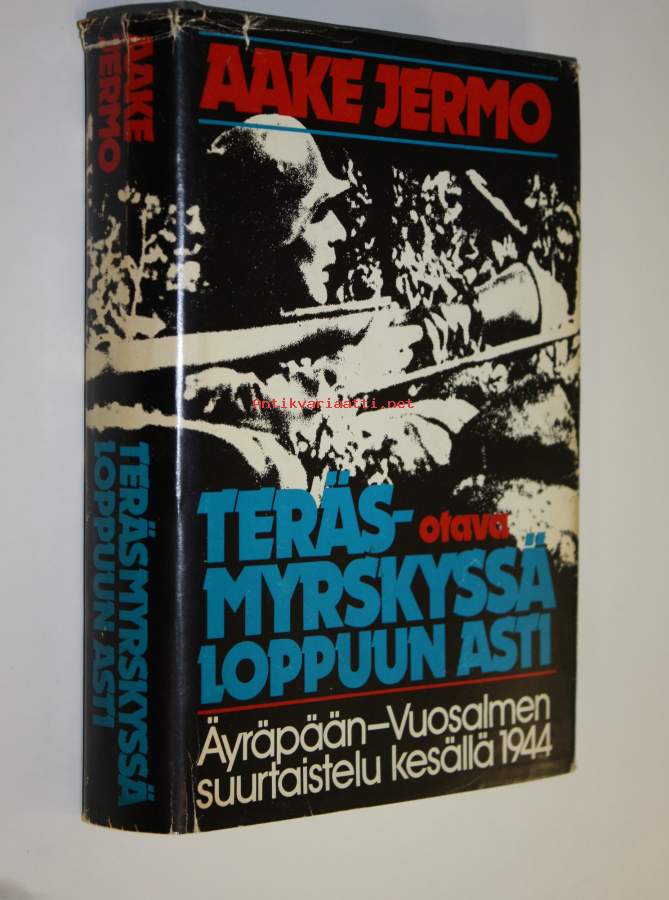 AAKE JERMO
Antikvariaatti.net
TERÄS-
otava
MYRSKYSSÄ
LOPPUUN ASTI
Äyräpään–Vuosalmen
suurtaistelu kesällä 1944
AAKE
JERMO
TERÄSMYRSKYSSÄ
LOPPUUN ASTI